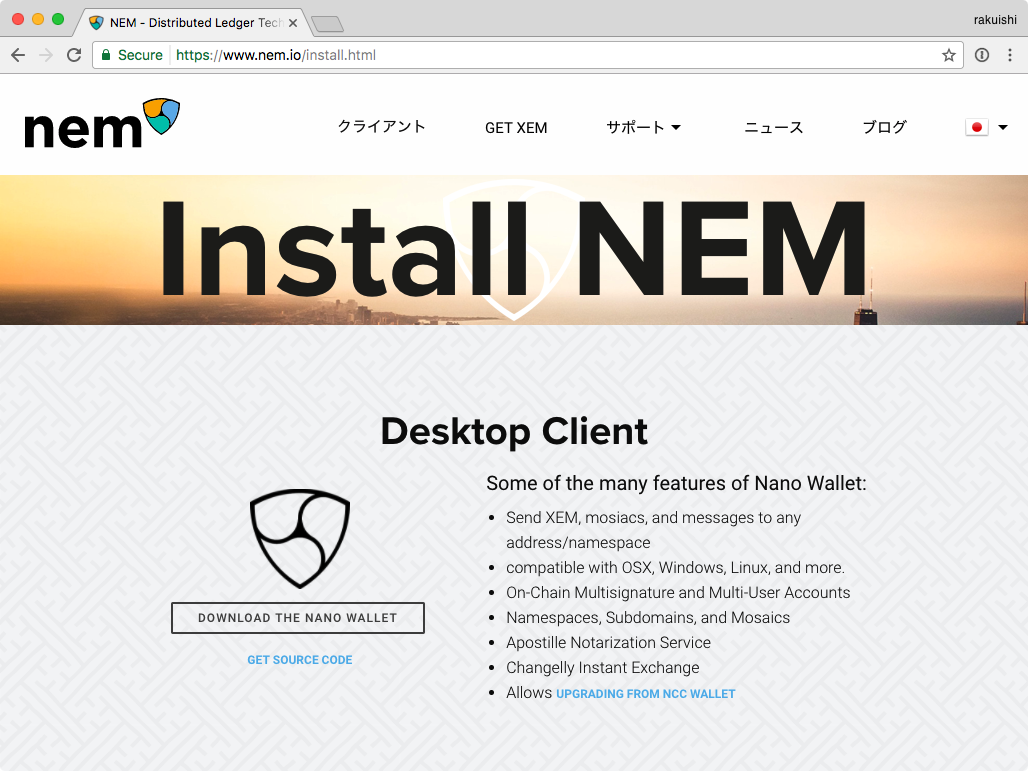 NEM - Distributed Ledger Tech
rakuishi
Secure https://www.nem.io/install.html
nem
クライアント GET XEM サポート ニュース ブログ
Install NEM
Desktop Client
DOWNLOAD THE NANO WALLET
GET SOURCE CODE
Some of the many features of Nano Wallet:
Send XEM, mosiacs, and messages to any
address/namespace
compatible with OSX, Windows, Linux, and more.
On-Chain Multisignature and Multi-User Accounts
Namespaces, Subdomains, and Mosaics
Apostille Notarization Service
Changelly Instant Exchange
Allows UPGRADING FROM NCC WALLET